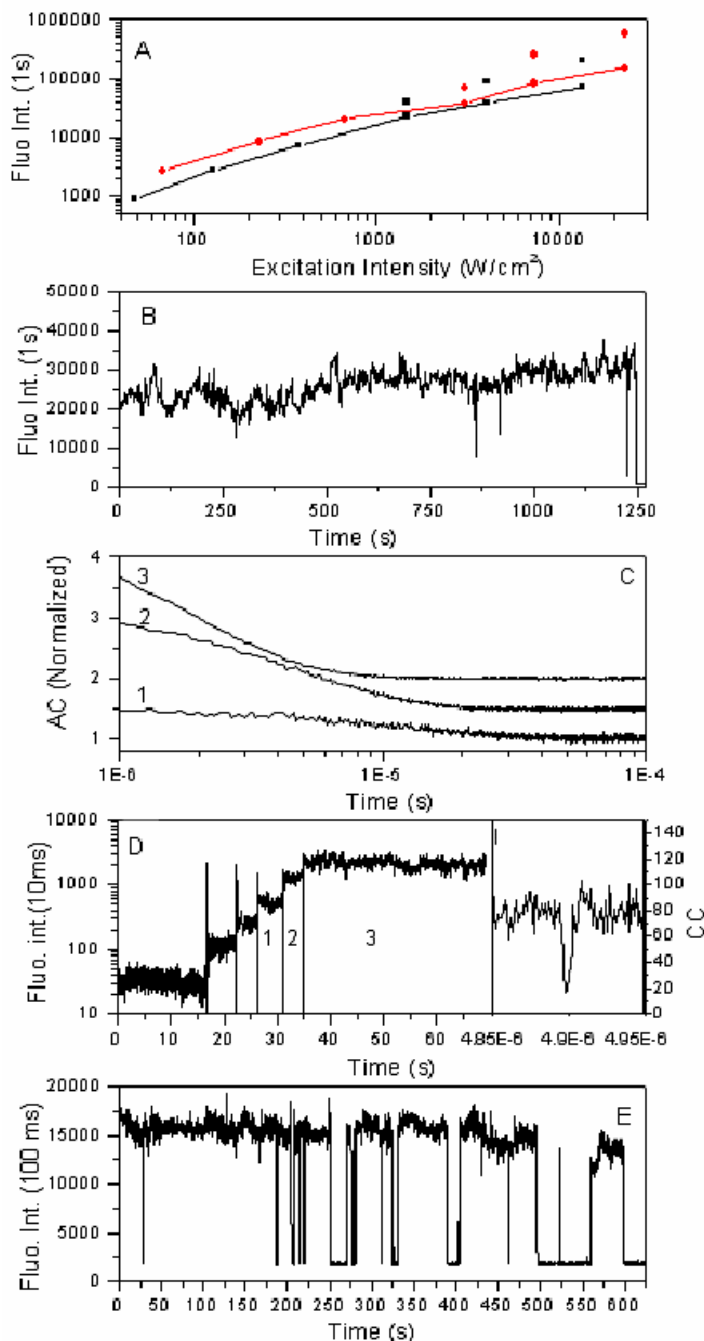 A
Fluo Int. (1s)
1000000
100000
10000
1000
100
1000
10000
Excitation Intensity (W/cm²)
B
Fluo Int. (1s)
50000
40000
30000
20000
10000
0
0 250 500 750 1000 1250
Time (s)
C
AC (Normalized)
4
3
2
1
3
2
1
1E-6 1E-5 1E-4
Time (s)
D
Fluo. int.(10ms)
10000
1000
100
10
1 2 3
140
120
100
80
60
40
20
0
CC
0 10 20 30 40 50 60 4.85E-6 4.9E-6 4.95E-6
Time (s)
E
Fluo. Int. (100 ms)
20000
15000
10000
5000
0
0 50 100 150 200 250 300 350 400 450 500 550 600
Time (s)